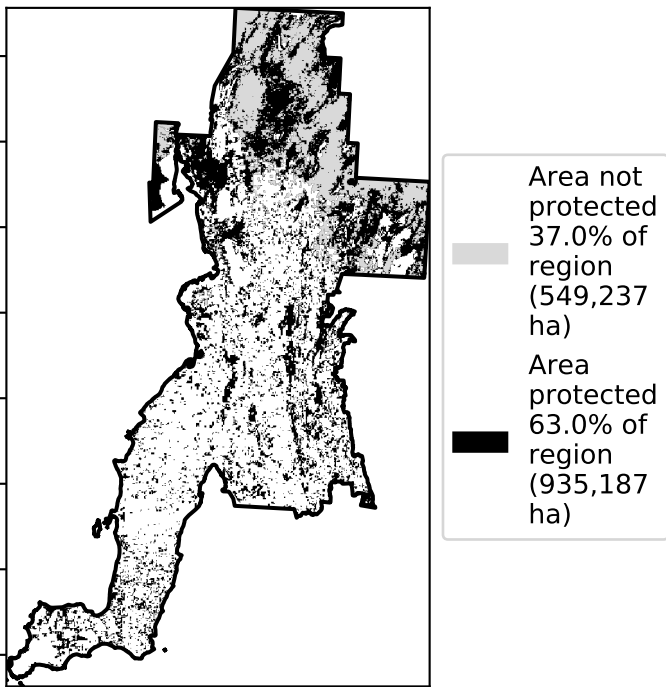 Area not
protected
37.0% of
region
(549,237
ha)
Area
protected
63.0% of
region
(935,187
ha)